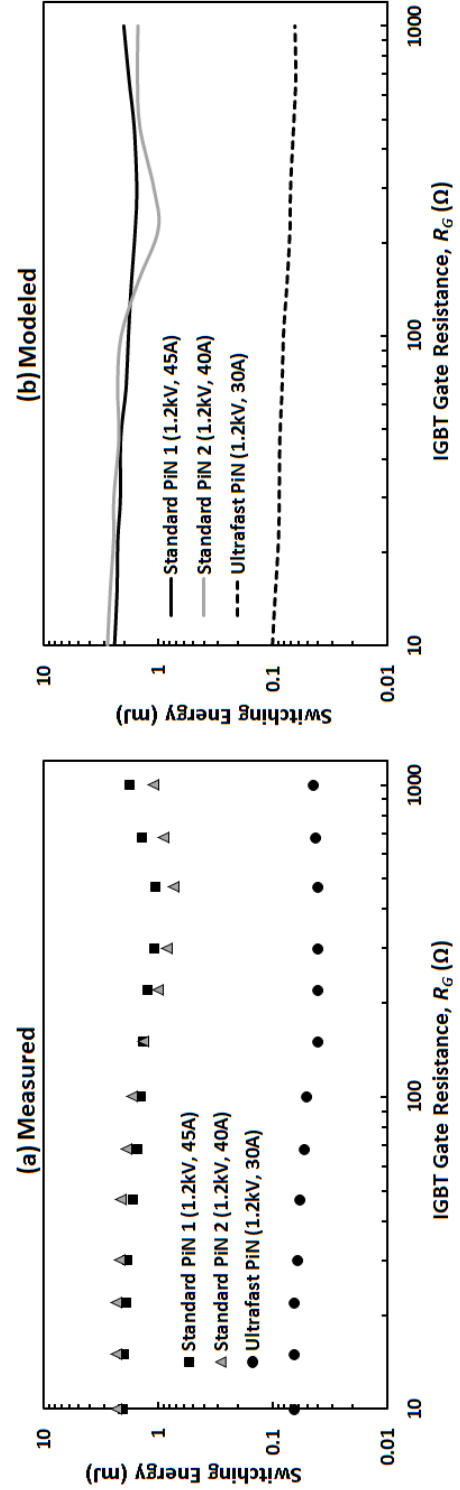 (a) Measured
Switching Energy (mJ)
10
1
0.1
0.01
Standard PiN 1 (1.2kV, 45A)
Standard PiN 2 (1.2kV, 40A)
Ultrafast PiN (1.2kV, 30A)
10
100
1000
IGBT Gate Resistance, R_G (Ω)
(b) Modeled
Switching Energy (mJ)
10
1
0.1
0.01
Standard PiN 1 (1.2kV, 45A)
Standard PiN 2 (1.2kV, 40A)
Ultrafast PiN (1.2kV, 30A)
10
100
1000
IGBT Gate Resistance, R_G (Ω)